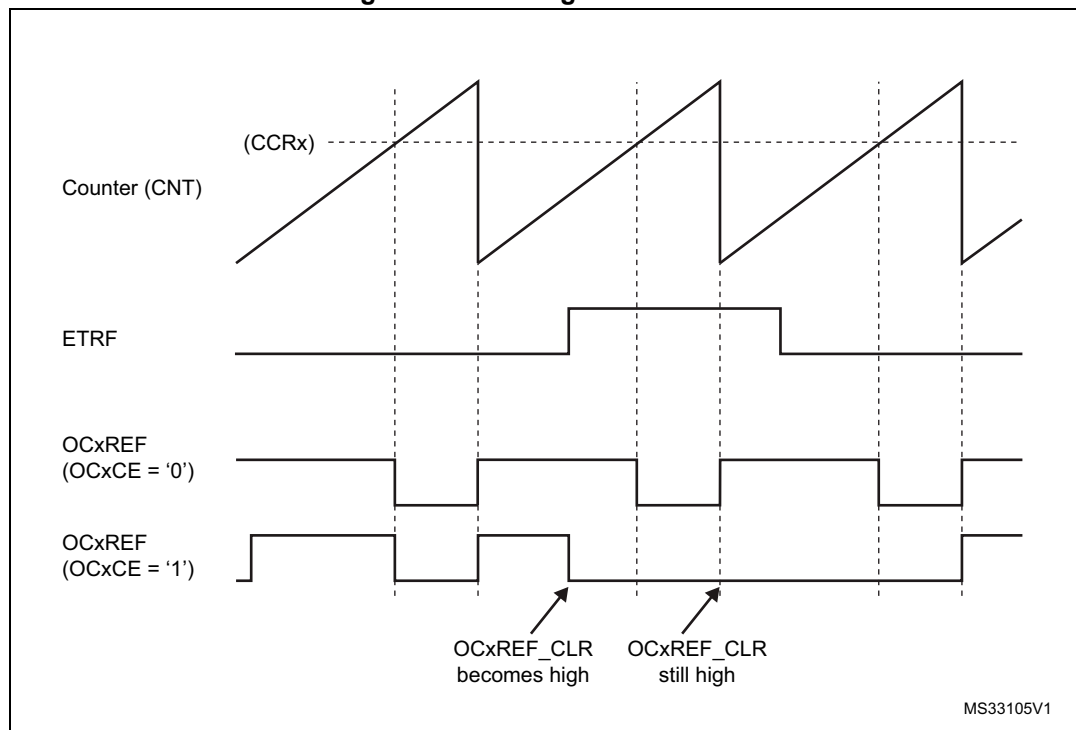 (CCRx)
Counter (CNT)
ETRF
OCxREF
(OCxCE = ‘0’)
OCxREF
(OCxCE = ‘1’)
OCxREF_CLR
becomes high
OCxREF_CLR
still high
MS33105V1